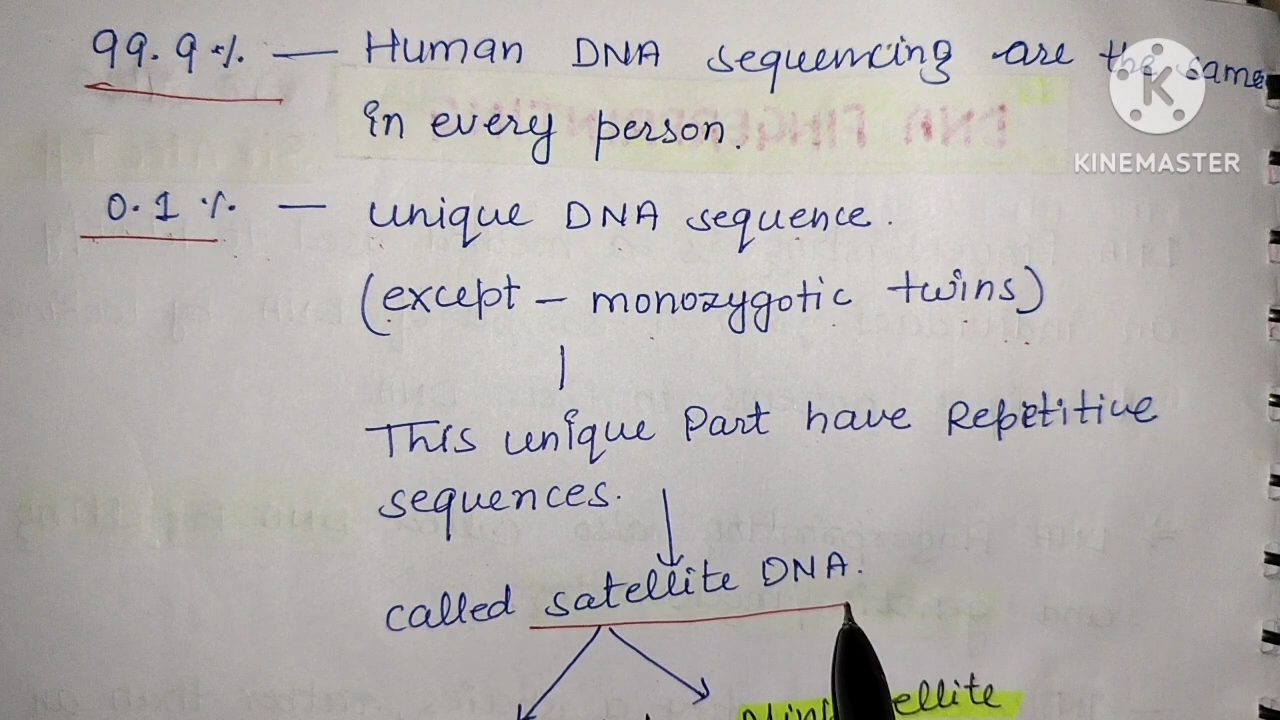 99.9% — Human DNA sequencing are the same
in every person.
0.1% — unique DNA sequence.
(except - monozygotic twins)
This unique Part have Repetitive
sequences.
called satellite DNA.
KINEMASTER